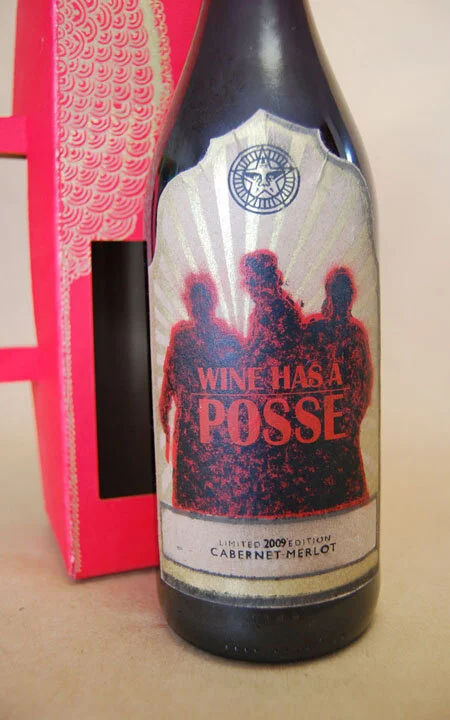 WINE HAS A
POSSE
LIMITED 2009 EDITION
CABERNET-MERLOT